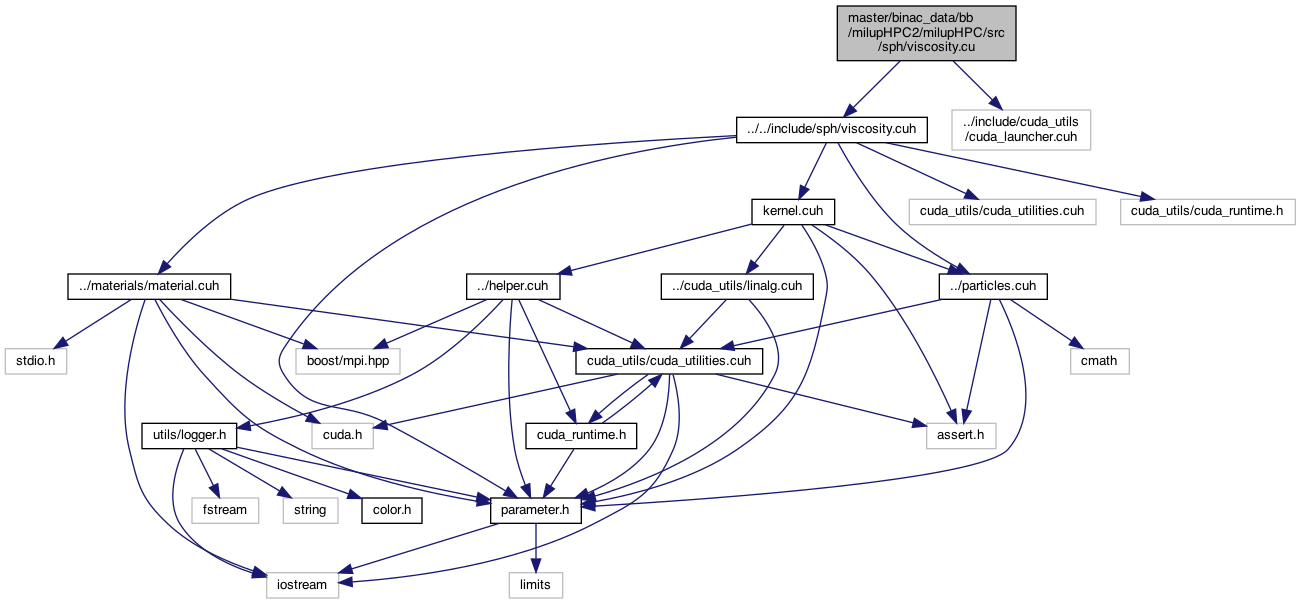 master/binac_data/bb
/milupHPC2/milupHPC/src
/sph/viscosity.cu
../../include/sph/viscosity.cuh
../include/cuda_utils
/cuda_launcher.cuh
kernel.cuh
cuda_utils/cuda_utilities.cuh
cuda_utils/cuda_runtime.h
../materials/material.cuh
../helper.cuh
../cuda_utils/linalg.cuh
../particles.cuh
stdio.h
boost/mpi.hpp
cuda_utils/cuda_utilities.cuh
cmath
utils/logger.h
cuda.h
cuda_runtime.h
assert.h
fstream
string
color.h
parameter.h
iostream
limits